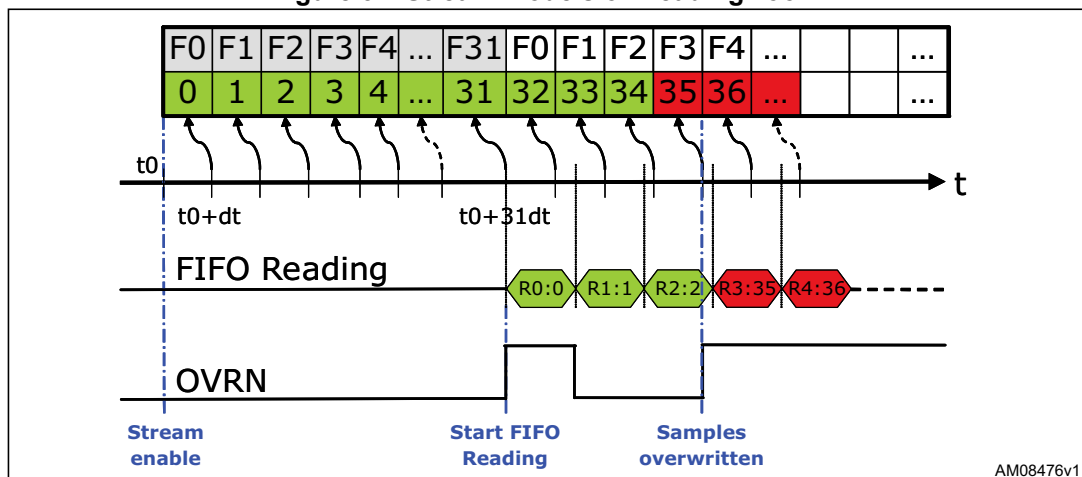 F0 F1 F2 F3 F4 ... F31 F0 F1 F2 F3 F4 ... ...
0 1 2 3 4 ... 31 32 33 34 35 36 ... ...
t0
t
t0+dt t0+31dt
FIFO Reading
R0:0 R1:1 R2:2 R3:35 R4:36
OVRN
Stream enable
Start FIFO Reading
Samples overwritten
AM08476v1